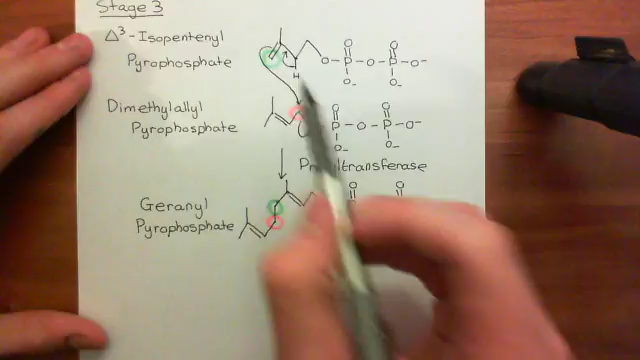 Stage 3
Δ³-Isopentenyl
Pyrophosphate
O O
O-P-O-P-O-
O- O-
H
Dimethylallyl
Pyrophosphate
O O
P-O-P-O-
O- O-
Geranyl
Pyrophosphate
O O